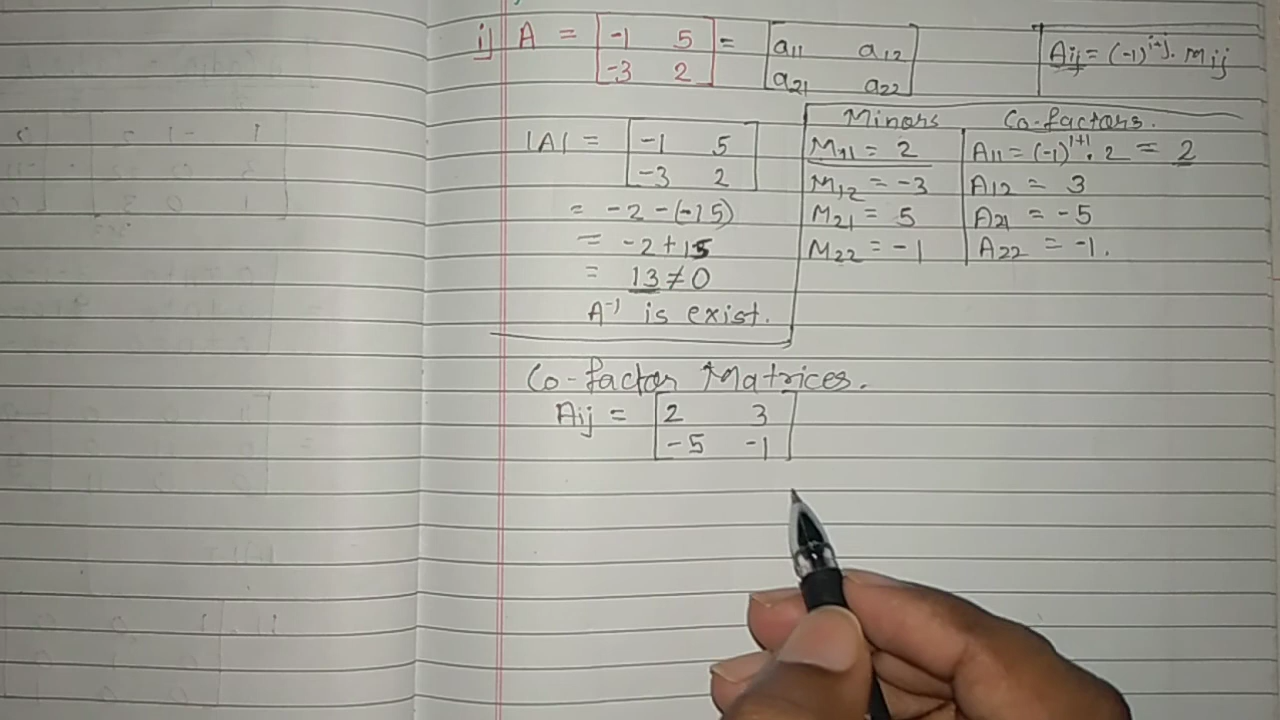 i) A = [-1 5 -3 2] = [a11 a12 a21 a22]
Aij = (-1)^i+j . Mij
|A| = |-1 5 -3 2|
= -2 - (-15)
= -2 + 15
= 13 ≠ 0
A^-1 is exist.
Minors Co-factors.
M11 = 2 A11 = (-1)^1+1 . 2 = 2
M12 = -3 A12 = 3
M21 = 5 A21 = -5
M22 = -1 A22 = -1.
Co-factor Matrices.
Aij = [2 3 -5 -1]